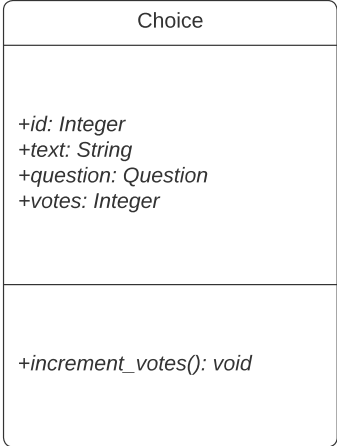 Choice
+id: Integer
+text: String
+question: Question
+votes: Integer
+increment_votes(): void